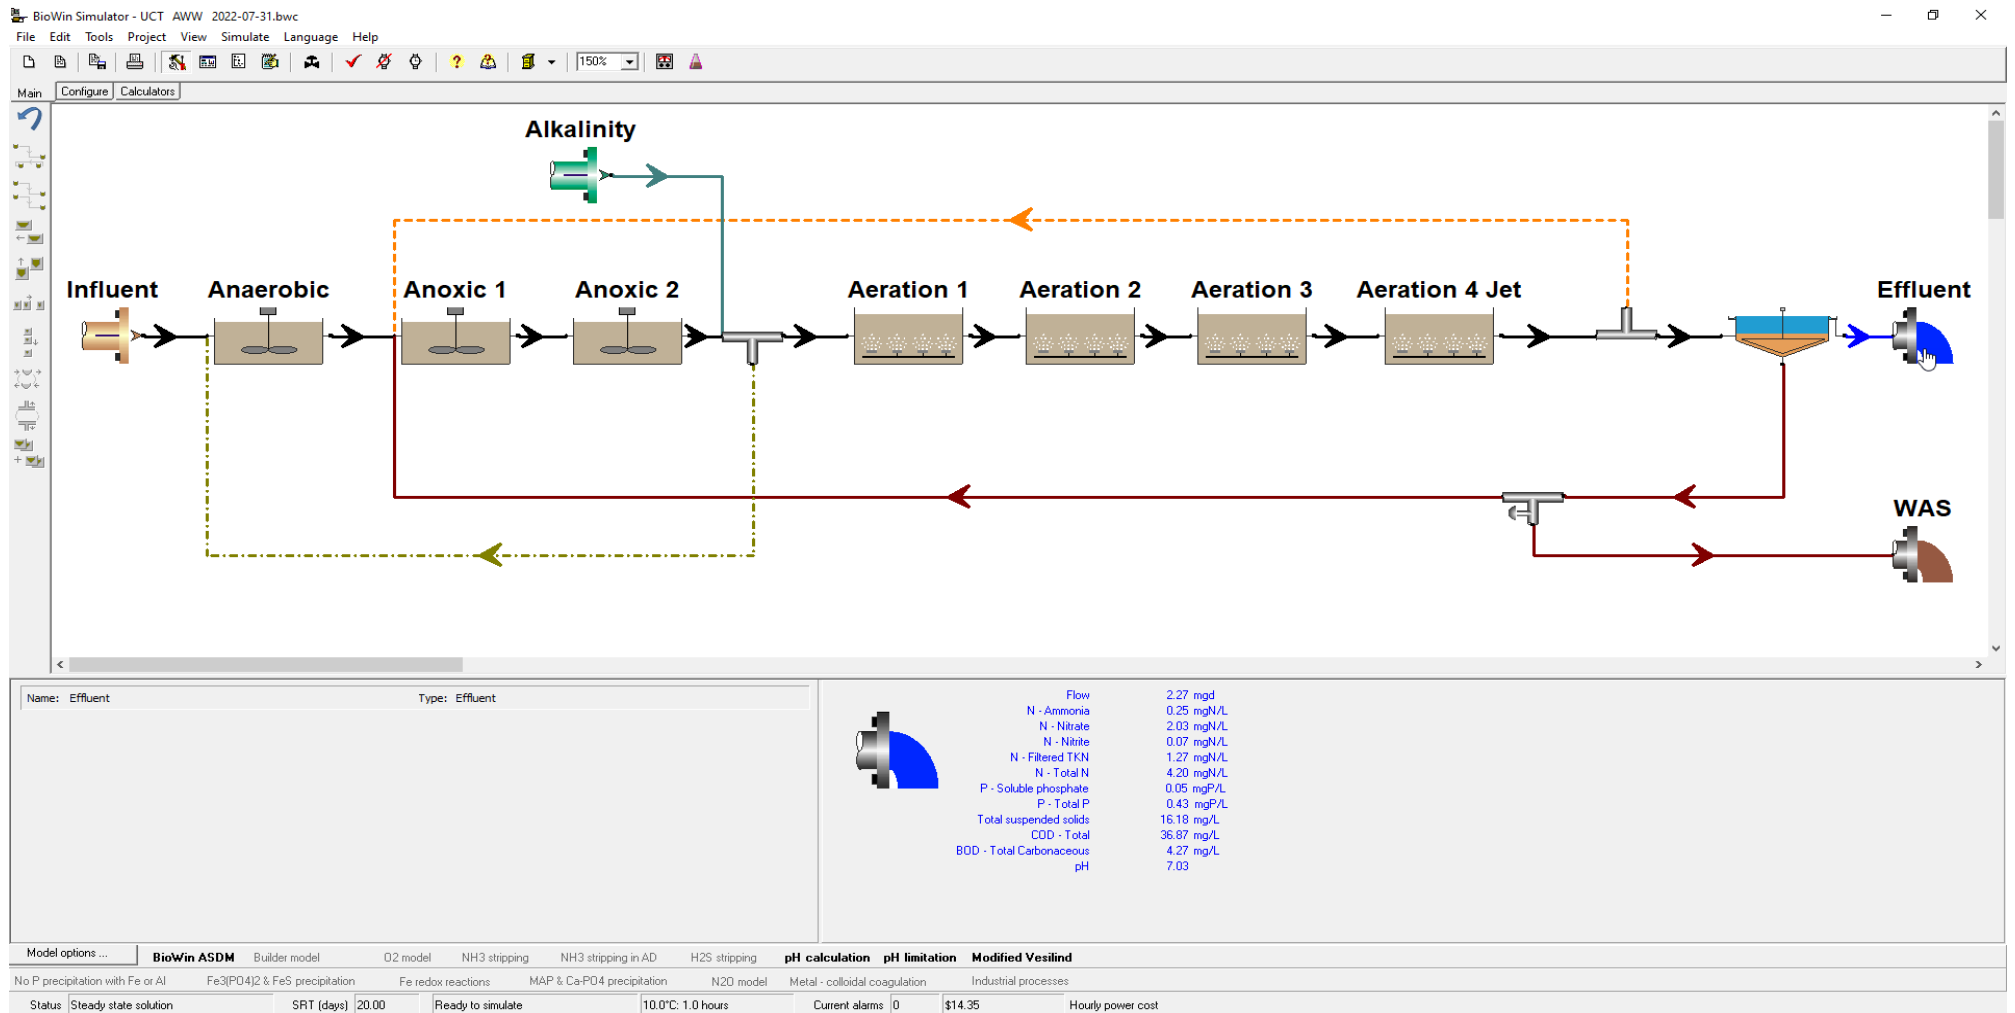 BioWin Simulator - UCT AWW 2022-07-31.bwc
File Edit Tools Project View Simulate Language Help
150%
Main Configure Calculators
Alkalinity
Influent Anaerobic Anoxic 1 Anoxic 2 Aeration 1 Aeration 2 Aeration 3 Aeration 4 Jet Effluent
WAS
Name: Effluent Type: Effluent
Flow 2.27 mgd
N - Ammonia 0.25 mgN/L
N - Nitrate 2.03 mgN/L
N - Nitrite 0.07 mgN/L
N - Filtered TKN 1.27 mgN/L
N - Total N 4.20 mgN/L
P - Soluble phosphate 0.05 mgP/L
P - Total P 0.43 mgP/L
Total suspended solids 16.18 mg/L
COD - Total 36.87 mg/L
BOD - Total Carbonaceous 4.27 mg/L
pH 7.03
Model options ... BioWin ASDM Builder model O2 model NH3 stripping NH3 stripping in AD H2S stripping pH calculation pH limitation Modified Vesilind
No P precipitation with Fe or Al Fe3(PO4)2 & FeS precipitation Fe redox reactions MAP & Ca-PO4 precipitation N2O model Metal - colloidal coagulation Industrial processes
Status Steady state solution SRT (days) 20.00 Ready to simulate 10.0°C: 1.0 hours Current alarms 0 $14.35 Hourly power cost